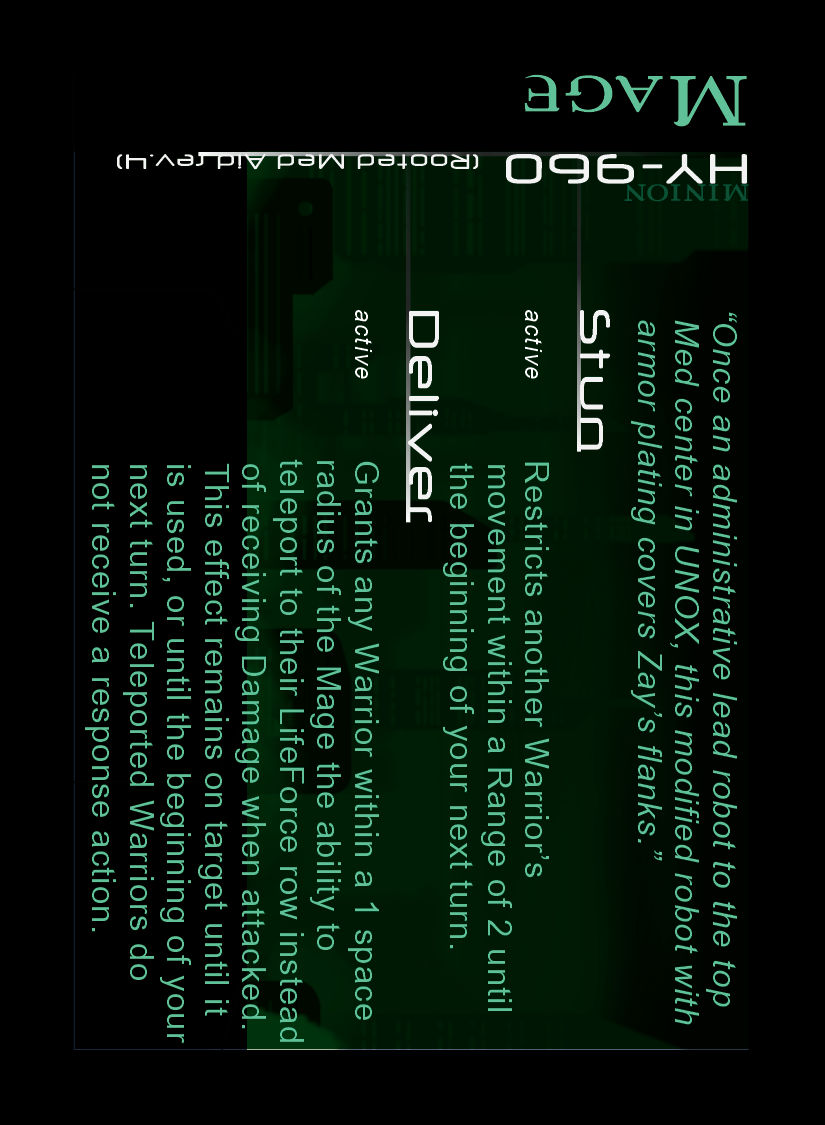 MAGE
HY-960 (Rooted Med Aid rev.4)
MINION
“Once an administrative lead robot to the top
Med center in UNOX, this modified robot with
armor plating covers Zay’s flanks.”
Stun
active
Restricts another Warrior’s
movement within a Range of 2 until
the beginning of your next turn.
Deliver
active
Grants any Warrior within a 1 space
radius of the Mage the ability to
teleport to their LifeForce row instead
of receiving Damage when attacked.
This effect remains on target until it
is used, or until the beginning of your
next turn. Teleported Warriors do
not receive a response action.